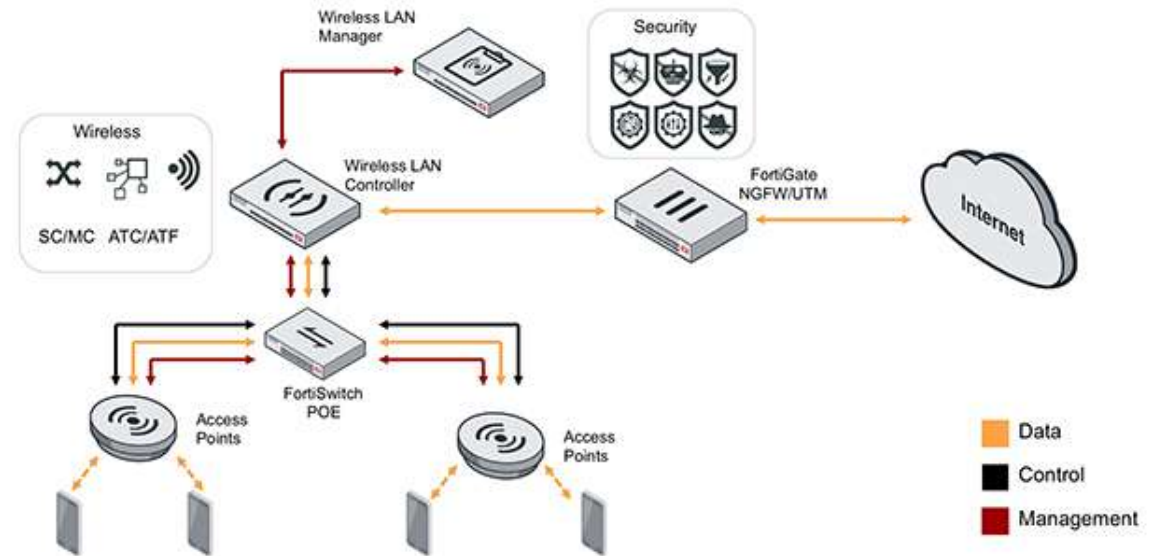 Wireless LAN
Manager
Security
Wireless
SC/MC ATC/ATF
Wireless LAN
Controller
FortiGate
NGFW/UTM
Internet
FortiSwitch
POE
Access
Points
Access
Points
Data
Control
Management